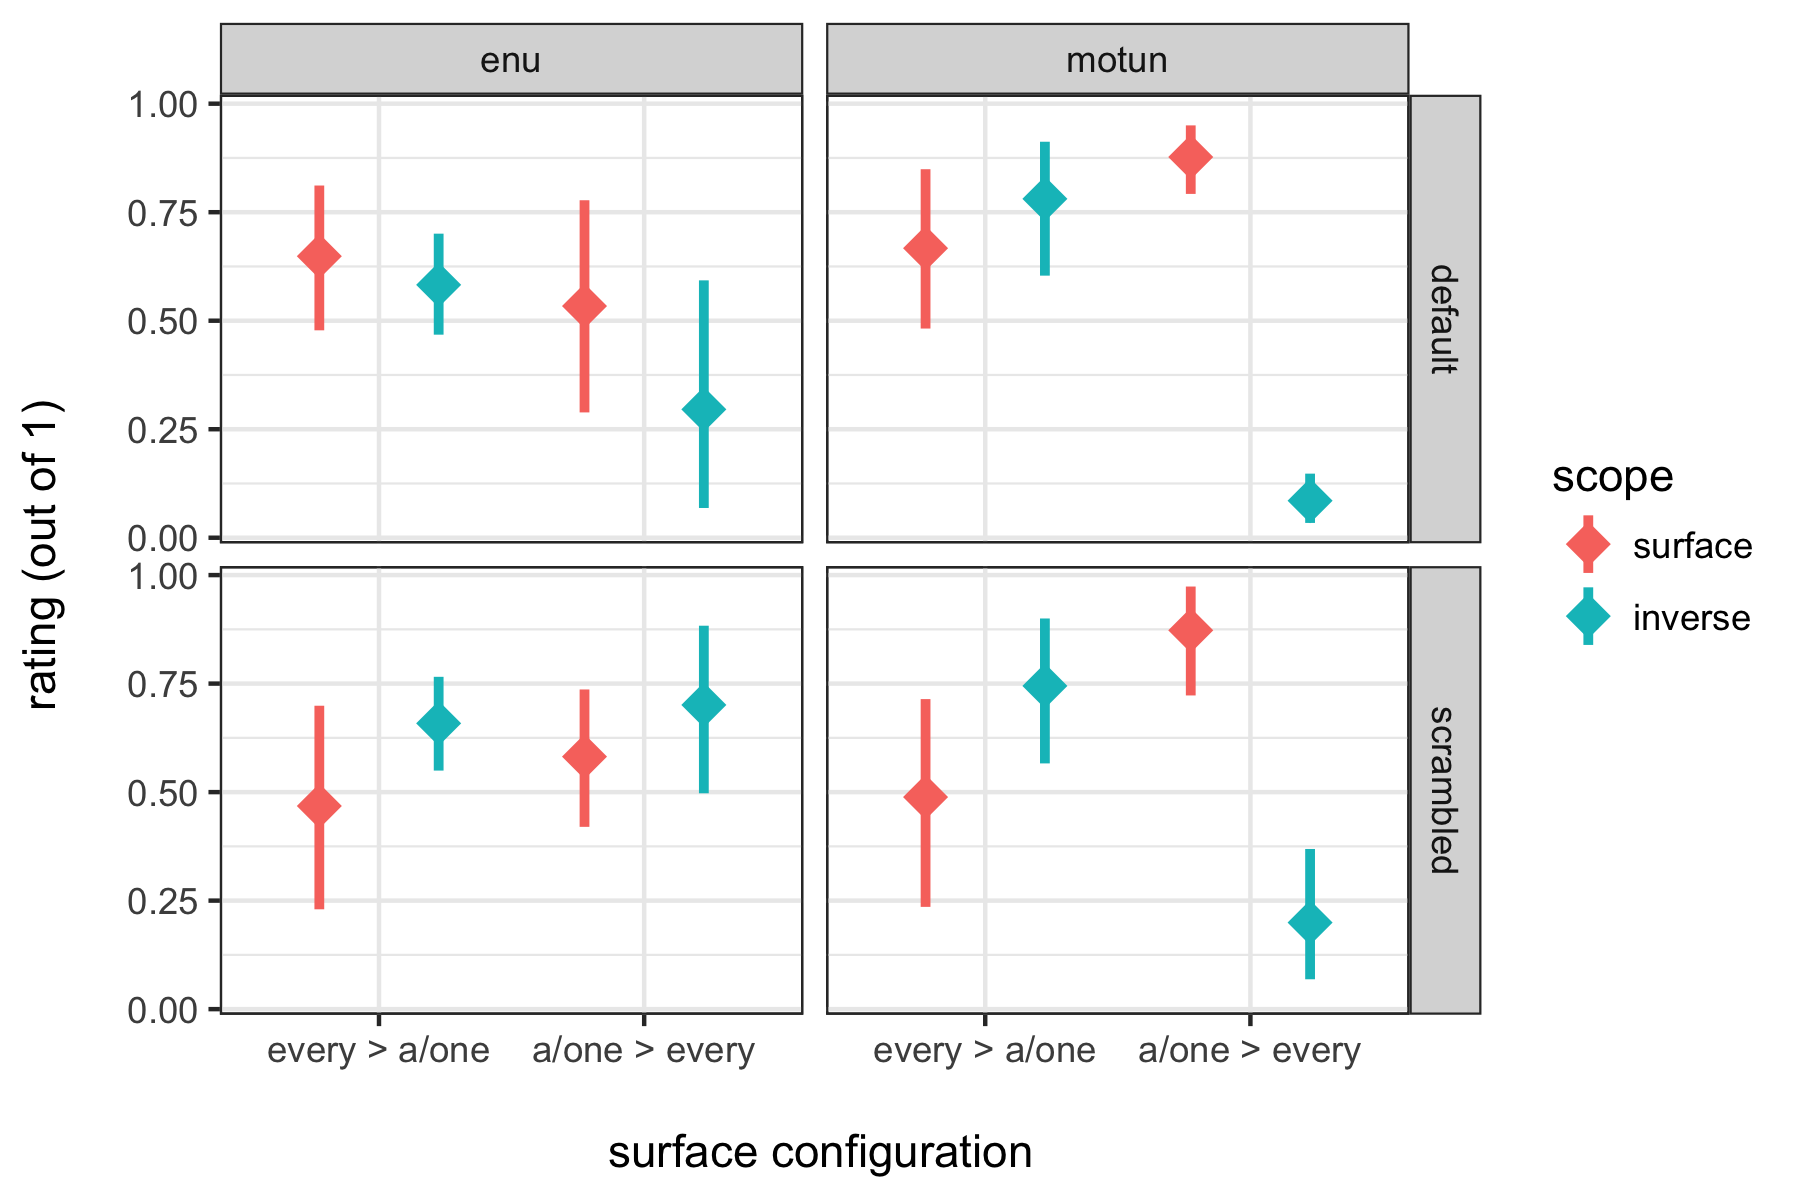 enu
motun
1.00
0.75
0.50
0.25
0.00
default
1.00
0.75
0.50
0.25
0.00
scrambled
rating (out of 1)
every > a/one
a/one > every
every > a/one
a/one > every
surface configuration
scope
surface
inverse